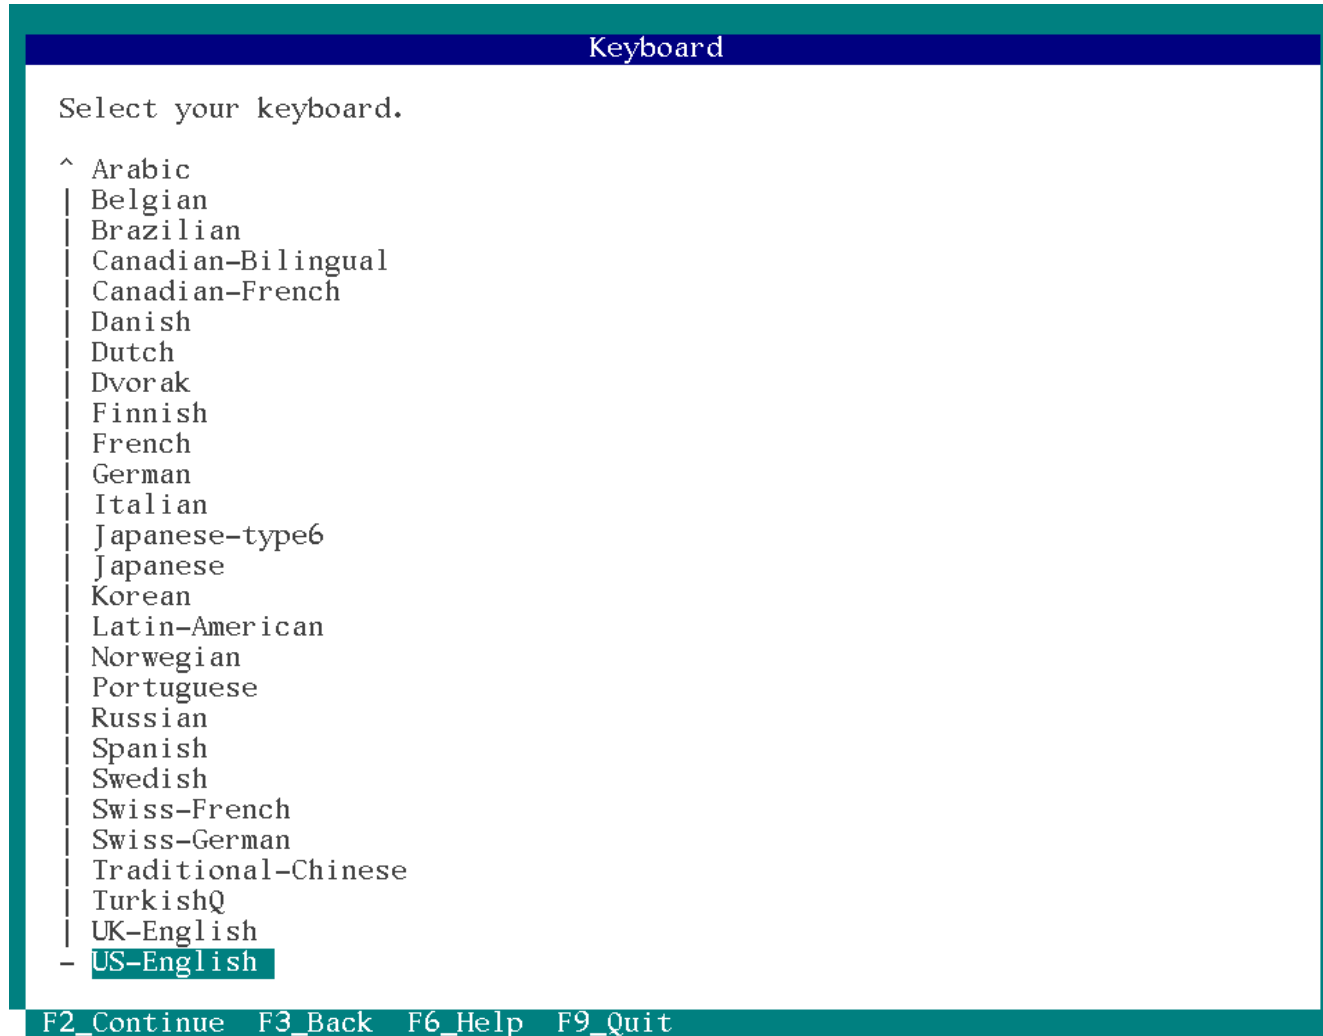 Keyboard
Select your keyboard.
^ Arabic
| Belgian
| Brazilian
| Canadian-Bilingual
| Canadian-French
| Danish
| Dutch
| Dvorak
| Finnish
| French
| German
| Italian
| Japanese-type6
| Japanese
| Korean
| Latin-American
| Norwegian
| Portuguese
| Russian
| Spanish
| Swedish
| Swiss-French
| Swiss-German
| Traditional-Chinese
| TurkishQ
| UK-English
- US-English
F2_Continue F3_Back F6_Help F9_Quit